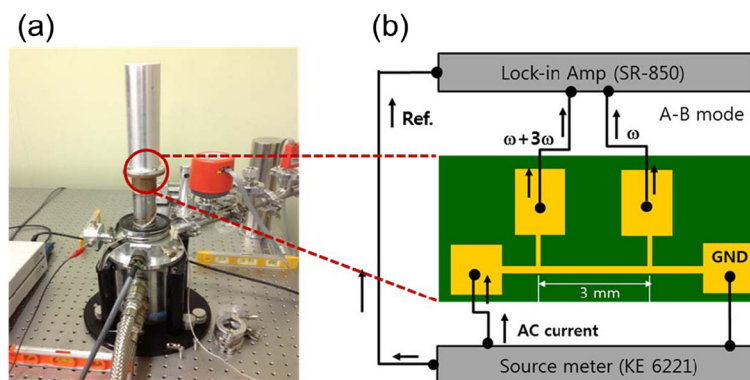 (a)
(b)
Lock-in Amp (SR-850)
A-B mode
Ref.
ω+3ω
ω
GND
3 mm
AC current
Source meter (KE 6221)